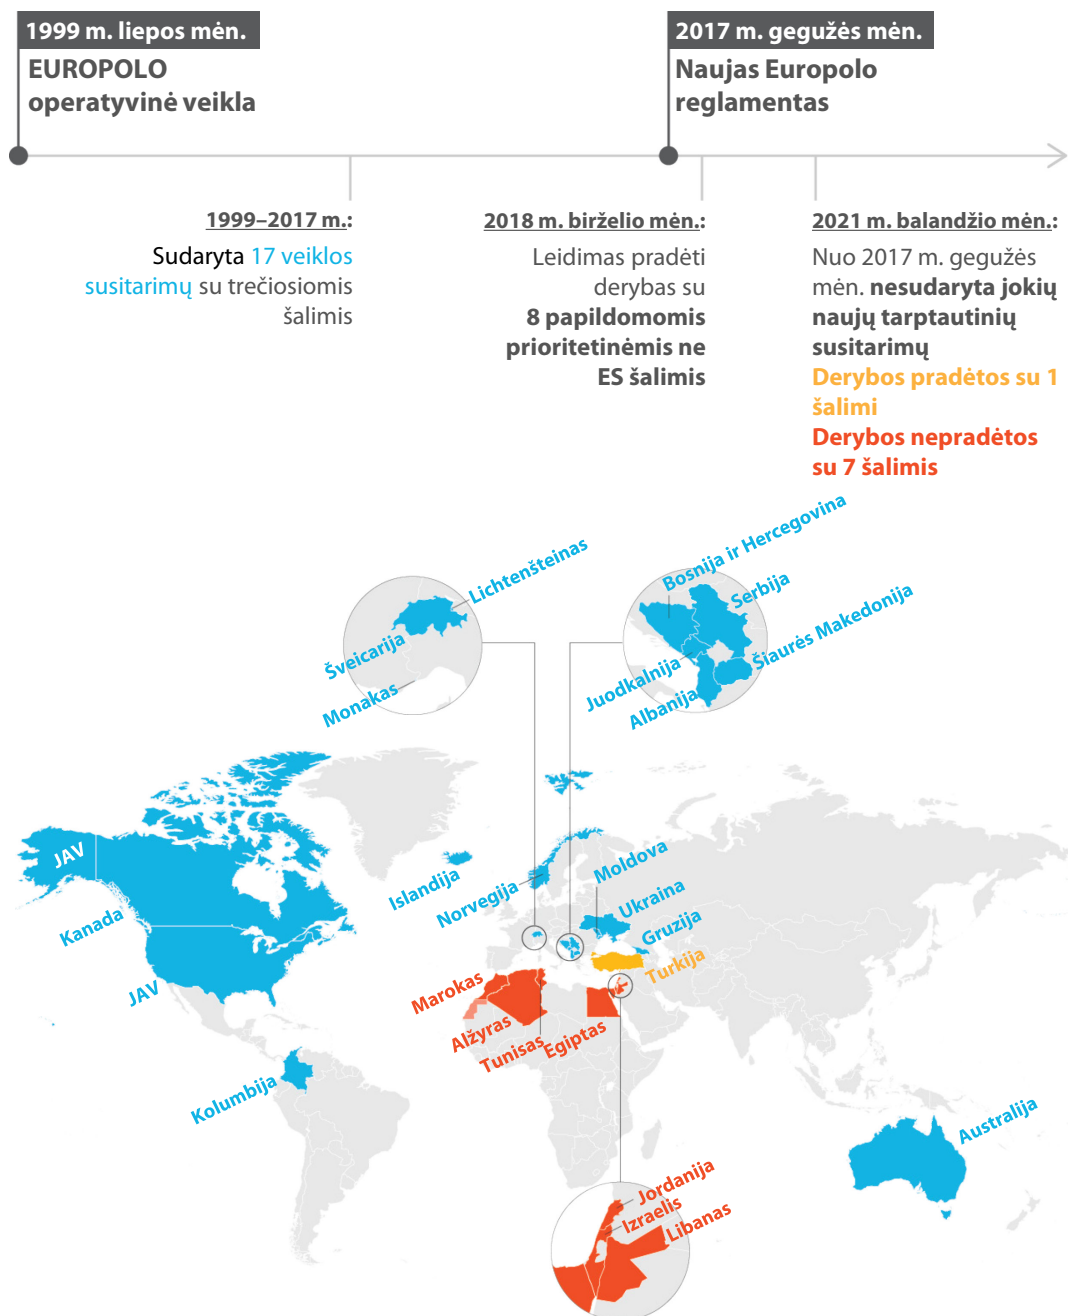 1999 m. liepos mėn.
EUROPOLO
operatyvinė veikla
2017 m. gegužės mėn.
Naujas Europolo
reglamentas
1999–2017 m.:
Sudaryta 17 veiklos
susitarimų su trečiosiomis
šalimis
2018 m. birželio mėn.:
Leidimas pradėti
derybas su
8 papildomomis
prioritetinėmis ne
ES šalimis
2021 m. balandžio mėn.:
Nuo 2017 m. gegužės
mėn. nesudaryta jokių
naujų tarptautinių
susitarimų
Derybos pradėtos su 1
šalimi
Derybos nepradėtos
su 7 šalimis
Lichtenšteinas
Šveicarija
Monakas
Bosnija ir Hercegovina
Serbija
Šiaurės Makedonija
Juodkalnija
Albanija
JAV
Kanada
JAV
Islandija
Norvegija
Moldova
Ukraina
Gruzija
Turkija
Marokas
Alžyras
Tunisas
Egiptas
Kolumbija
Australija
Jordanija
Izraelis
Libanas